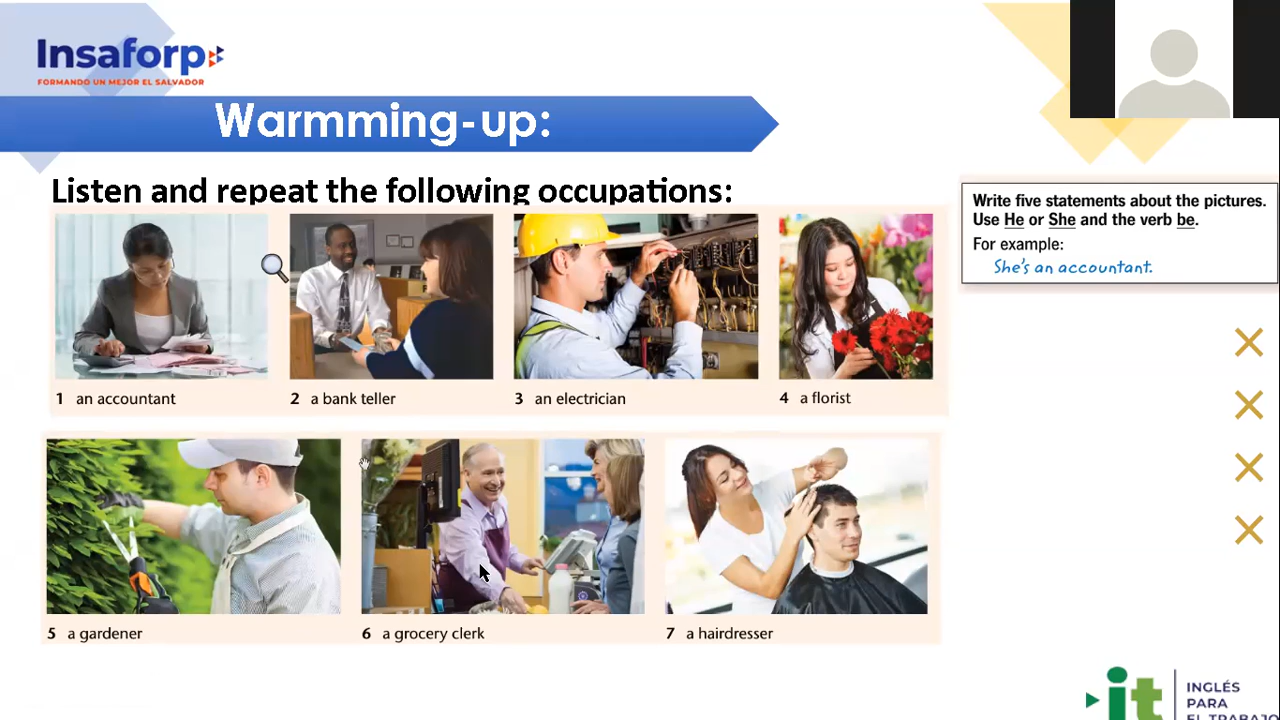 Insaforp
FORMANDO UN MEJOR EL SALVADOR
Warmming-up:
Listen and repeat the following occupations:
Write five statements about the pictures.
Use He or She and the verb be.
For example:
She's an accountant.
1 an accountant
2 a bank teller
3 an electrician
4 a florist
5 a gardener
6 a grocery clerk
7 a hairdresser
it
INGLÉS
PARA
EL TRABAJO